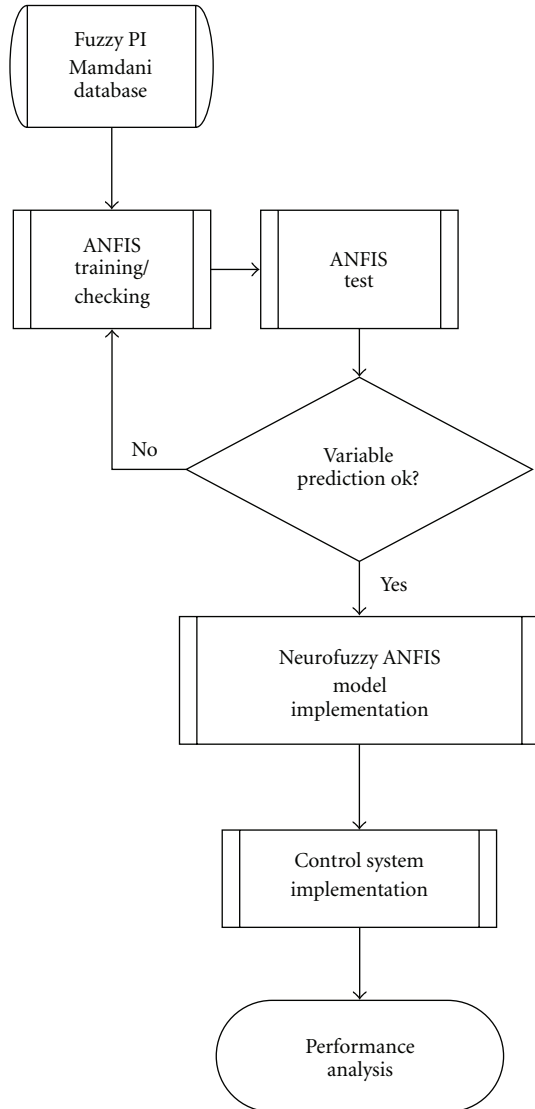 Fuzzy PI
Mamdani
database
ANFIS
training/
checking
ANFIS
test
Variable
prediction ok?
No
Yes
Neurofuzzy ANFIS
model
implementation
Control system
implementation
Performance
analysis